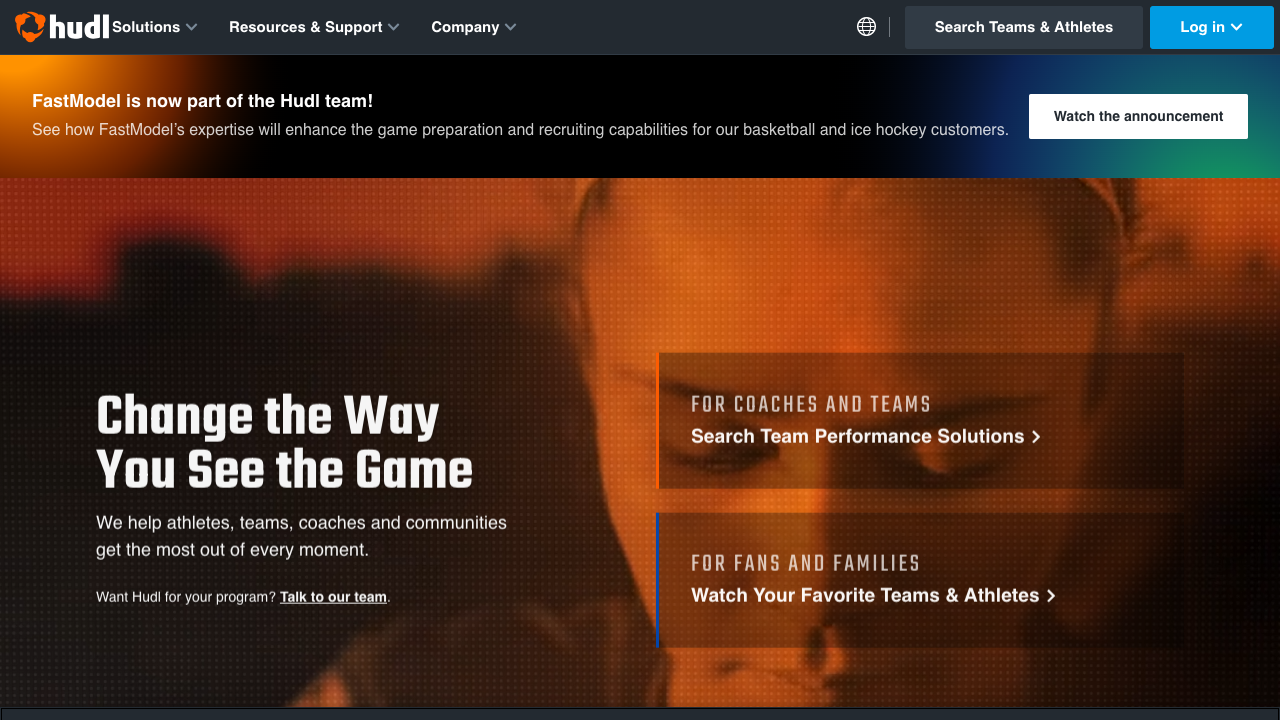 hudl Solutions Resources & Support Company Search Teams & Athletes Log in
FastModel is now part of the Hudl team!
See how FastModel’s expertise will enhance the game preparation and recruiting capabilities for our basketball and ice hockey customers.
Watch the announcement
Change the Way
You See the Game
We help athletes, teams, coaches and communities
get the most out of every moment.
Want Hudl for your program? Talk to our team.
FOR COACHES AND TEAMS
Search Team Performance Solutions
FOR FANS AND FAMILIES
Watch Your Favorite Teams & Athletes